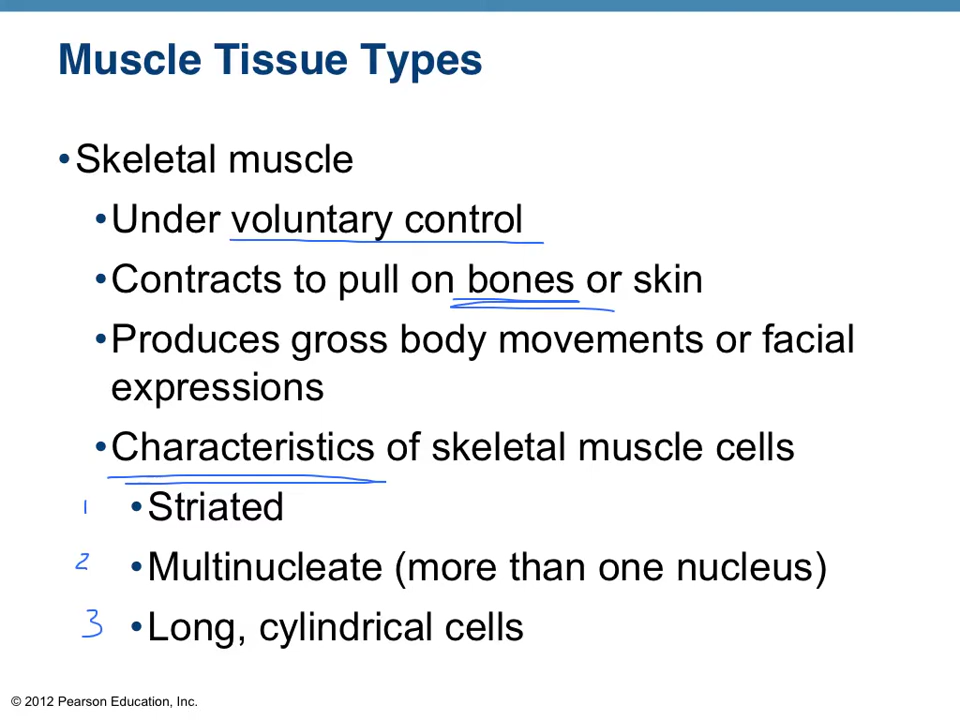 Muscle Tissue Types
•Skeletal muscle
•Under voluntary control
•Contracts to pull on bones or skin
•Produces gross body movements or facial
expressions
•Characteristics of skeletal muscle cells
1 •Striated
2 •Multinucleate (more than one nucleus)
3 •Long, cylindrical cells
© 2012 Pearson Education, Inc.